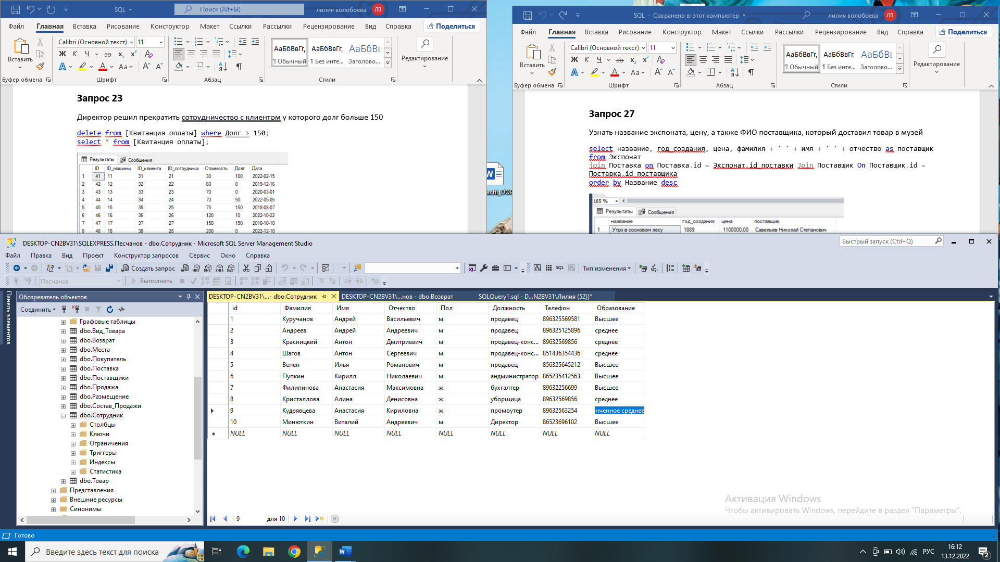 SQL
Поиск (Alt+Ы)
лилия волобоева
ЛВ
Файл Главная Вставка Рисование Конструктор Макет Ссылки Рассылки Рецензирование Вид Справка Поделиться
Вставить
Calibri (Основной текст) 11
АаБбВвГг, АаБбВвГг, АаБбВв
¶ Обычный ¶ Без инте... Заголово...
Редактирование
Буфер обмена Шрифт Абзац Стили
Запрос 23
Директор решил прекратить сотрудничество с клиентом у которого долг больше 150
delete from [Квитанция оплаты] where Долг > 150;
select * from [Квитанция оплаты];
Результаты Сообщения
ID ID_машины ID_клиента ID_сотрудника Стоимость Долг Дата
1 41 11 31 21 30 100 2022-02-15
2 42 12 32 22 60 0 2019-12-16
3 43 13 33 23 70 0 2020-03-01
4 44 14 34 24 70 50 2022-05-05
5 45 15 35 25 75 150 2018-08-07
6 46 16 36 26 120 10 2022-10-22
7 47 17 37 27 150 150 2010-10-10
8 48 18 38 28 200 0 2022-12-10
SQL - Сохранено в: этот компьютер
лилия волобоева
ЛВ
Файл Главная Вставка Рисование Конструктор Макет Ссылки Рассылки Рецензирование Вид Справка Поделиться
Вставить
Calibri (Основной текст) 11
АаБбВвГг, АаБбВвГг, АаБбВв
¶ Обычный ¶ Без инте... Заголово...
Редактирование
Буфер обмена Шрифт Абзац Стили
Запрос 27
Узнать название экспоната, цену, а также ФИО поставщика, который доставил товар в музей
select название, год_создания, цена, фамилия + ' ' + имя + ' ' + отчество as поставщик
from Экспонат
join Поставка on Поставка.id = Экспонат.id_поставки Join Поставщик On Поставщик.id =
Поставка.id_поставщика
order by Название desc
165 %
Результаты Сообщения
название год_создания цена поставщик
1 Утро в сосновом лесу 1889 1100000,00 Савельев Николай Степанович
achi_OOP
DESKTOP-CN2BV31\SQLEXPRESS.Песчанов - dbo.Сотрудник - Microsoft SQL Server Management Studio
Быстрый запуск (Ctrl+Q)
Файл Правка Вид Проект Конструктор запросов Сервис Окно Справка
Создать запрос MDX DMX XMLA DAX SQL Тип изменения
Песчанов Выполнить
Панель элементов
Обозреватель объектов
Соединить
Графовые таблицы
dbo.Вид_Товара
dbo.Возврат
dbo.Места
dbo.Покупатель
dbo.Поставка
dbo.Поставщики
dbo.Продажа
dbo.Размещение
dbo.Состав_Продажи
dbo.Сотрудник
Столбцы
Ключи
Ограничения
Триггеры
Индексы
Статистика
dbo.Товар
Представления
Внешние ресурсы
Синонимы
DESKTOP-CN2BV31\...- dbo.Сотрудник DESKTOP-CN2BV31\...нов - dbo.Возврат SQLQuery1.sql - D...N2BV31\Лилия (52))*
id Фамилия Имя Отчество Пол Должность Телефон Образование
1 Куручанов Андрей Васильевич м продавец 896325569581 Высшее
2 Андреев Андрей Андреевич м продавец 896325125896 среднее
3 Красницкий Антон Дмитриевич м продавец-конс... 89632569856 среднее
4 Шагов Антон Сергеевич м продавец-конс... 851436354436 среднее
5 Вепен Илья Романович м продавец 856325645212 Высшее
6 Пупкин Кирилл Николаевич м андминистратор 865235412563 Высшее
7 Филипинова Анастасия Максимовна ж бухгалтер 89632256699 Высшее
8 Кристаллова Алина Денисовна ж уборщица 89632569856 среднее
9 Кудрявцева Анастасия Кириловна ж промоутер 89632563254 нченное среднее
10 Минюткин Виталий Андреевич м Директор 86523696102 Высшее
NULL NULL NULL NULL NULL NULL NULL NULL
9 для 10
Активация Windows
Чтобы активировать Windows, перейдите в раздел "Параметры".
Готово
Введите здесь текст для поиска
РУС
16:12
13.12.2022
2